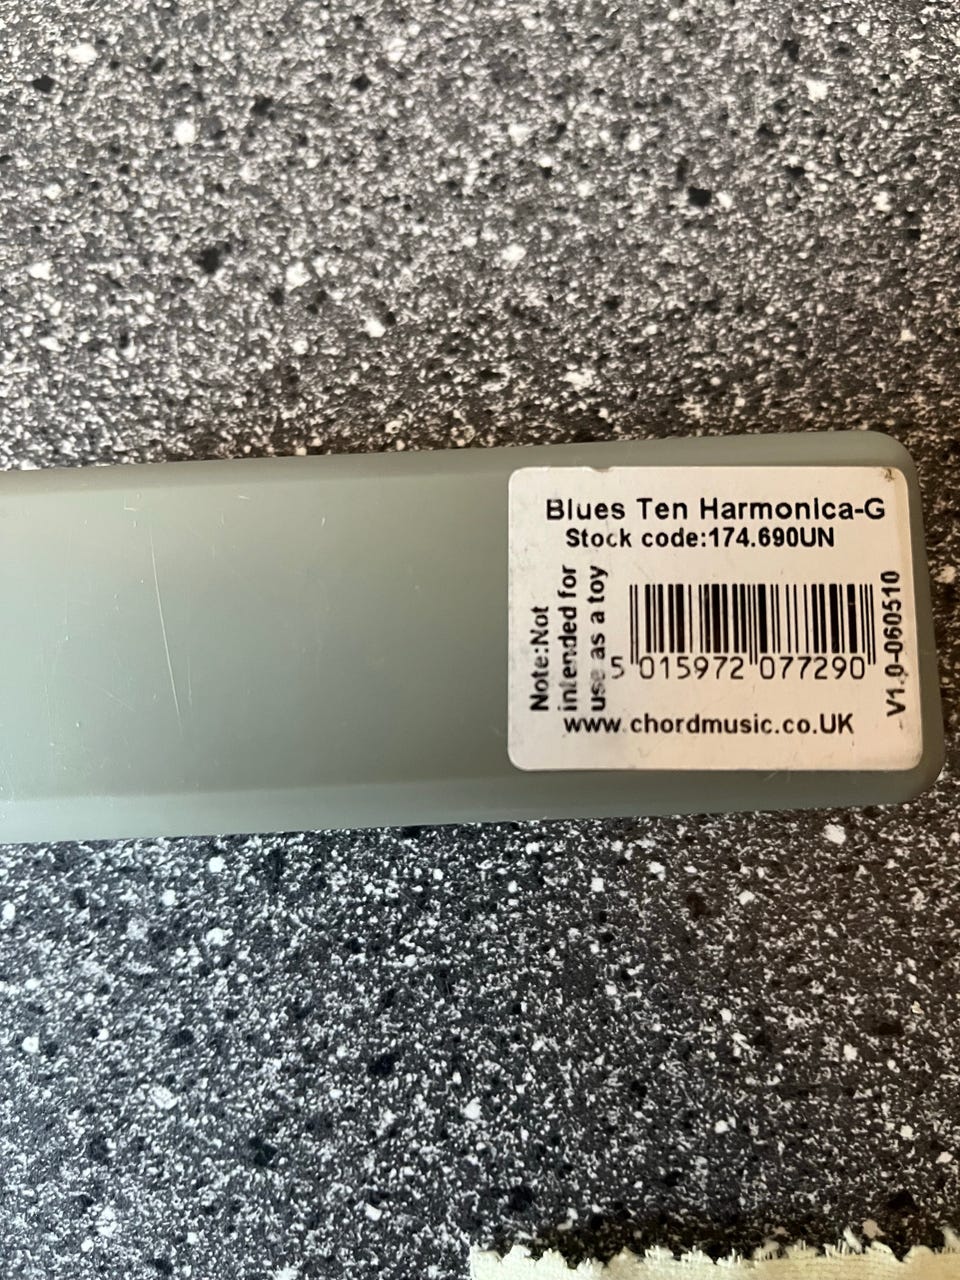 Blues Ten Harmonica-G
Stock code:174.690UN
Note:Not
intended for
use as a toy
5 015972 077290
V1.0-060510
www.chordmusic.co.UK